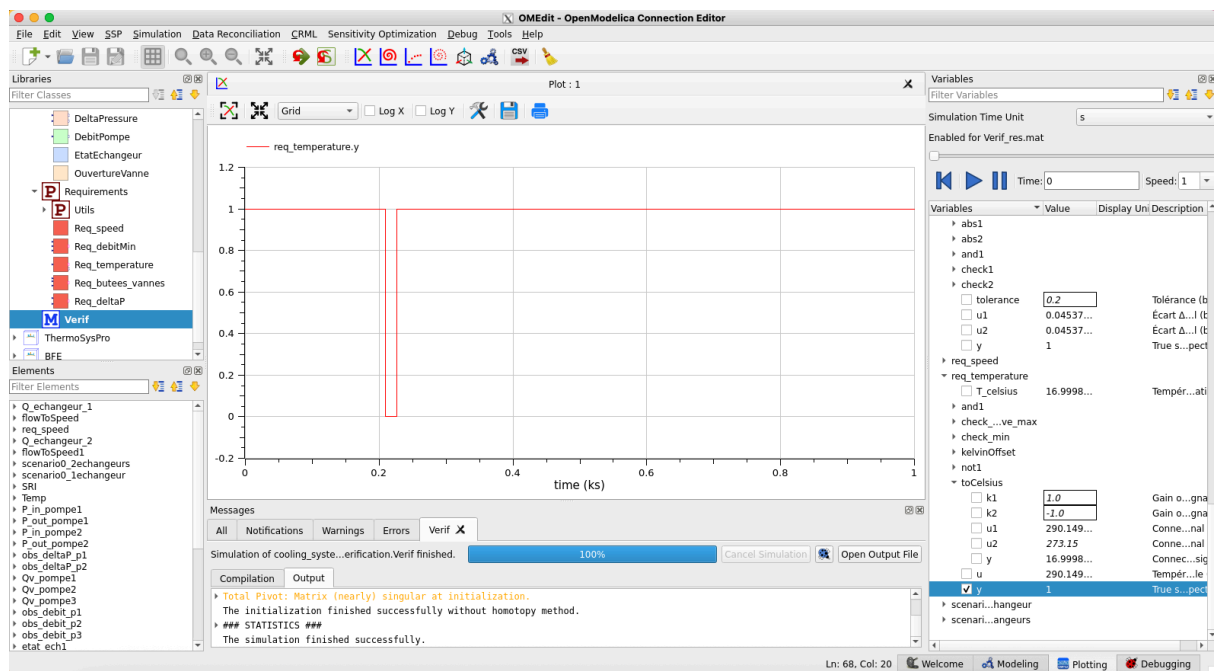 OMEdit - OpenModelica Connection Editor
File Edit View SSP Simulation Data Reconciliation CRML Sensitivity Optimization Debug Tools Help
CSV
Libraries
Filter Classes
DeltaPressure
DebitPompe
EtatEchangeur
OuvertureVanne
P Requirements
P Utils
Req_speed
Req_debitMin
Req_temperature
Req_butees_vannes
Req_deltaP
M Verif
ThermoSysPro
BFE
Elements
Filter Elements
Q_echangeur_1
flowToSpeed
req_speed
Q_echangeur_2
flowToSpeed1
scenario0_2echangeurs
scenario0_1echangeur
SRI
Temp
P_in_pompe1
P_out_pompe1
P_in_pompe2
P_out_pompe2
obs_deltaP_p1
obs_deltaP_p2
Qv_pompe1
Qv_pompe2
Qv_pompe3
obs_debit_p1
obs_debit_p2
obs_debit_p3
etat_ech1
Plot : 1
Grid Log X Log Y
req_temperature.y
1.2
1
0.8
0.6
0.4
0.2
0
-0.2
0 0.2 0.4 0.6 0.8 1
time (ks)
Messages
All Notifications Warnings Errors Verif X
Simulation of cooling_syste...erification.Verif finished. 100% Cancel Simulation Open Output File
Compilation Output
Total Pivot: Matrix (nearly) singular at initialization.
The initialization finished successfully without homotopy method.
### STATISTICS ###
The simulation finished successfully.
Variables
Filter Variables
Simulation Time Unit s
Enabled for Verif_res.mat
Time: 0 Speed: 1
Variables Value Display Uni Description
abs1
abs2
and1
check1
check2
tolerance 0.2 Tolérance (b
u1 0.04537... Écart Δ...l (b
u2 0.04537... Écart Δ...l (b
y 1 True s...pect
req_speed
req_temperature
T_celsius 16.9998... Tempér...ati
and1
check_...ve_max
check_min
kelvinOffset
not1
toCelsius
k1 1.0 Gain o...gna
k2 -1.0 Gain o...gna
u1 290.149... Conne...nal
u2 273.15 Conne...nal
y 16.9998... Connec...sig
u 290.149... Tempér...le
y 1 True s...pect
scenari...hangeur
scenari...angeurs
Ln: 68, Col: 20 Welcome Modeling Plotting Debugging